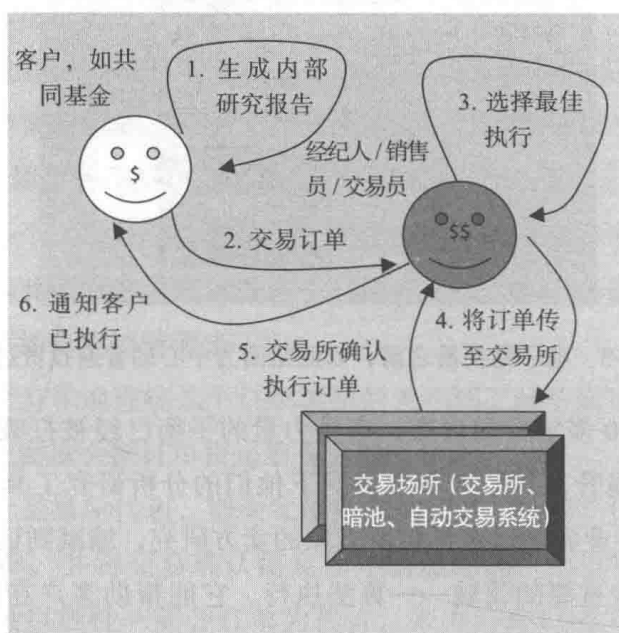 客户，如共
同基金
1. 生成内部
研究报告
3. 选择最佳
执行
经纪人/销售
员/交易员
$
$$
2. 交易订单
6. 通知客户
已执行
4. 将订单传
至交易所
5. 交易所确认
执行订单
交易场所（交易所、
暗池、自动交易系统）